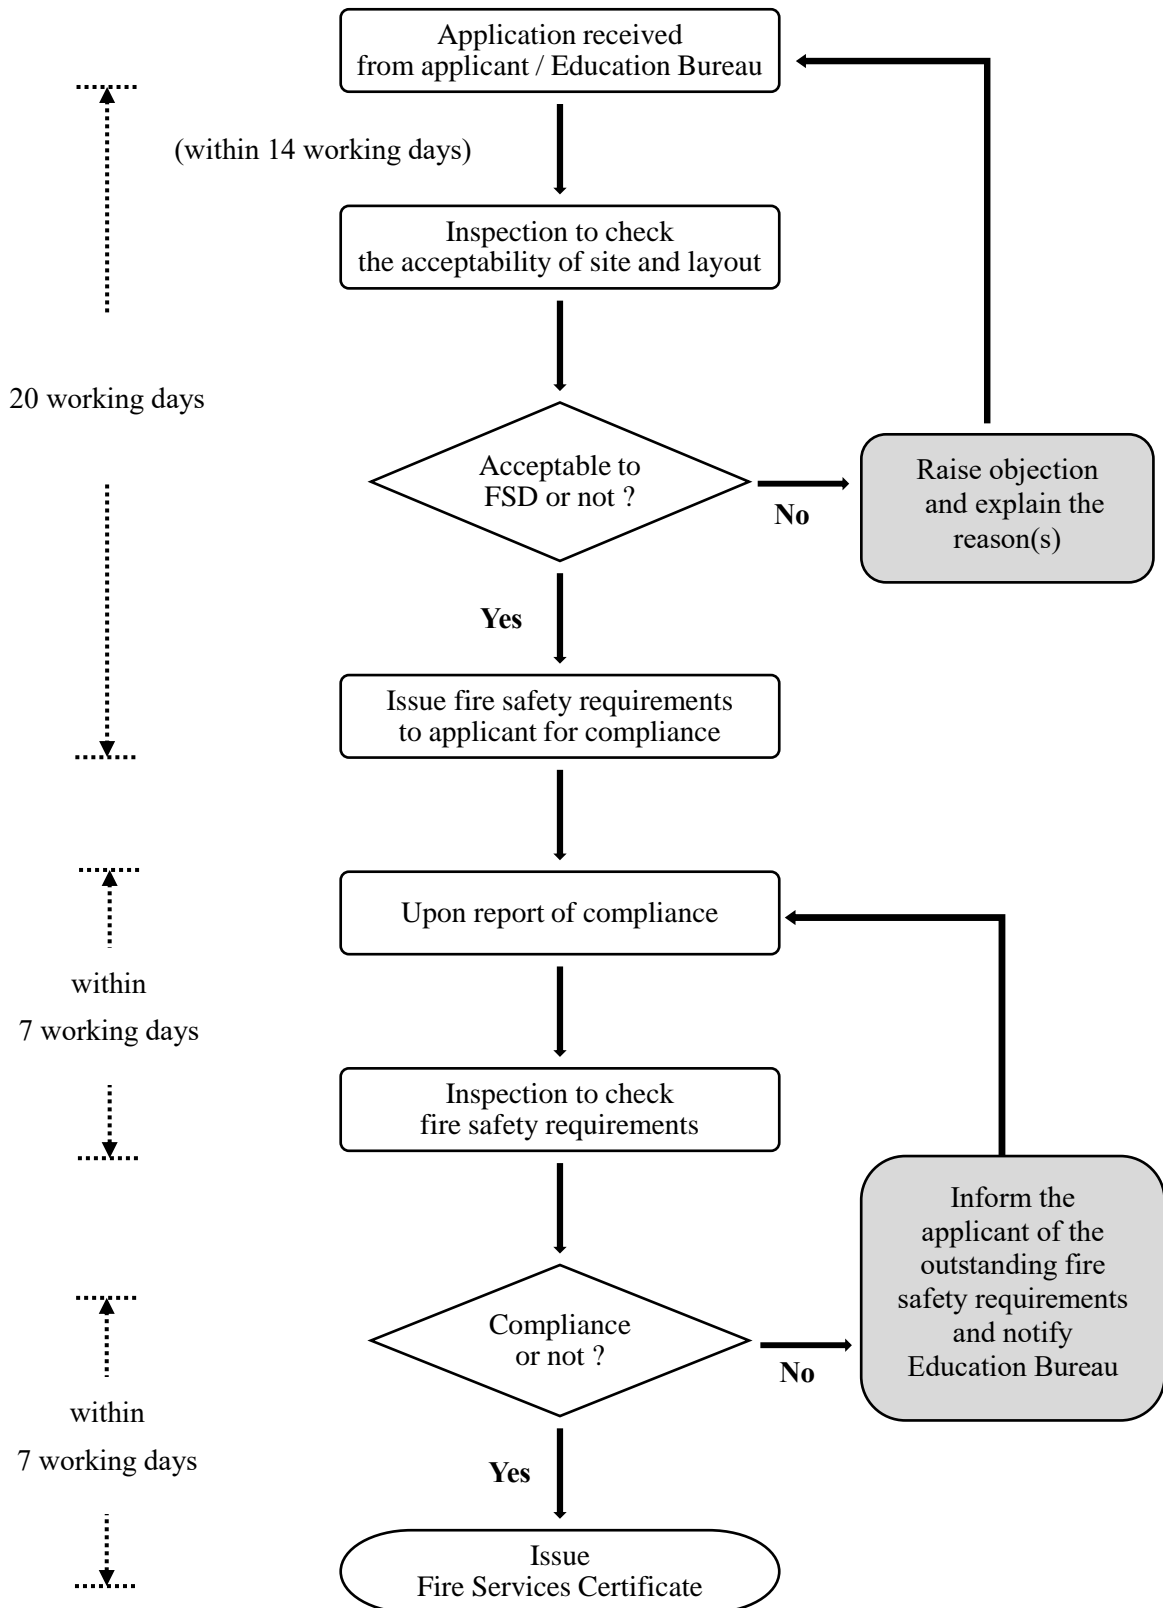 Application received
from applicant / Education Bureau
(within 14 working days)
Inspection to check
the acceptability of site and layout
20 working days
Acceptable to
FSD or not ?
No
Raise objection
and explain the
reason(s)
Yes
Issue fire safety requirements
to applicant for compliance
Upon report of compliance
within
7 working days
Inspection to check
fire safety requirements
Inform the
applicant of the
outstanding fire
safety requirements
and notify
Education Bureau
Compliance
or not ?
No
within
7 working days
Yes
Issue
Fire Services Certificate